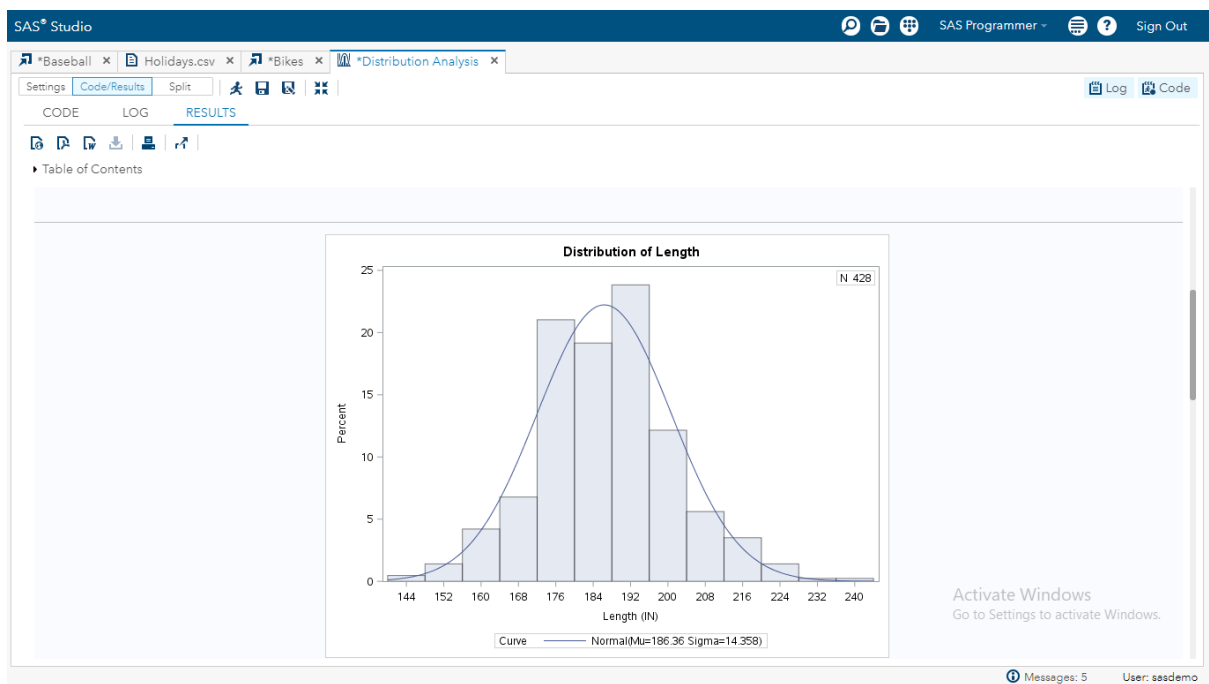 SAS® Studio
SAS Programmer
Sign Out
*Baseball
Holidays.csv
*Bikes
*Distribution Analysis
Settings Code/Results Split
Log Code
CODE LOG RESULTS
Table of Contents
Distribution of Length
N 428
25
20
15
10
5
0
Percent
144 152 160 168 176 184 192 200 208 216 224 232 240
Length (IN)
Curve Normal(Mu=186.36 Sigma=14.358)
Activate Windows
Go to Settings to activate Windows.
Messages: 5 User: sasdemo